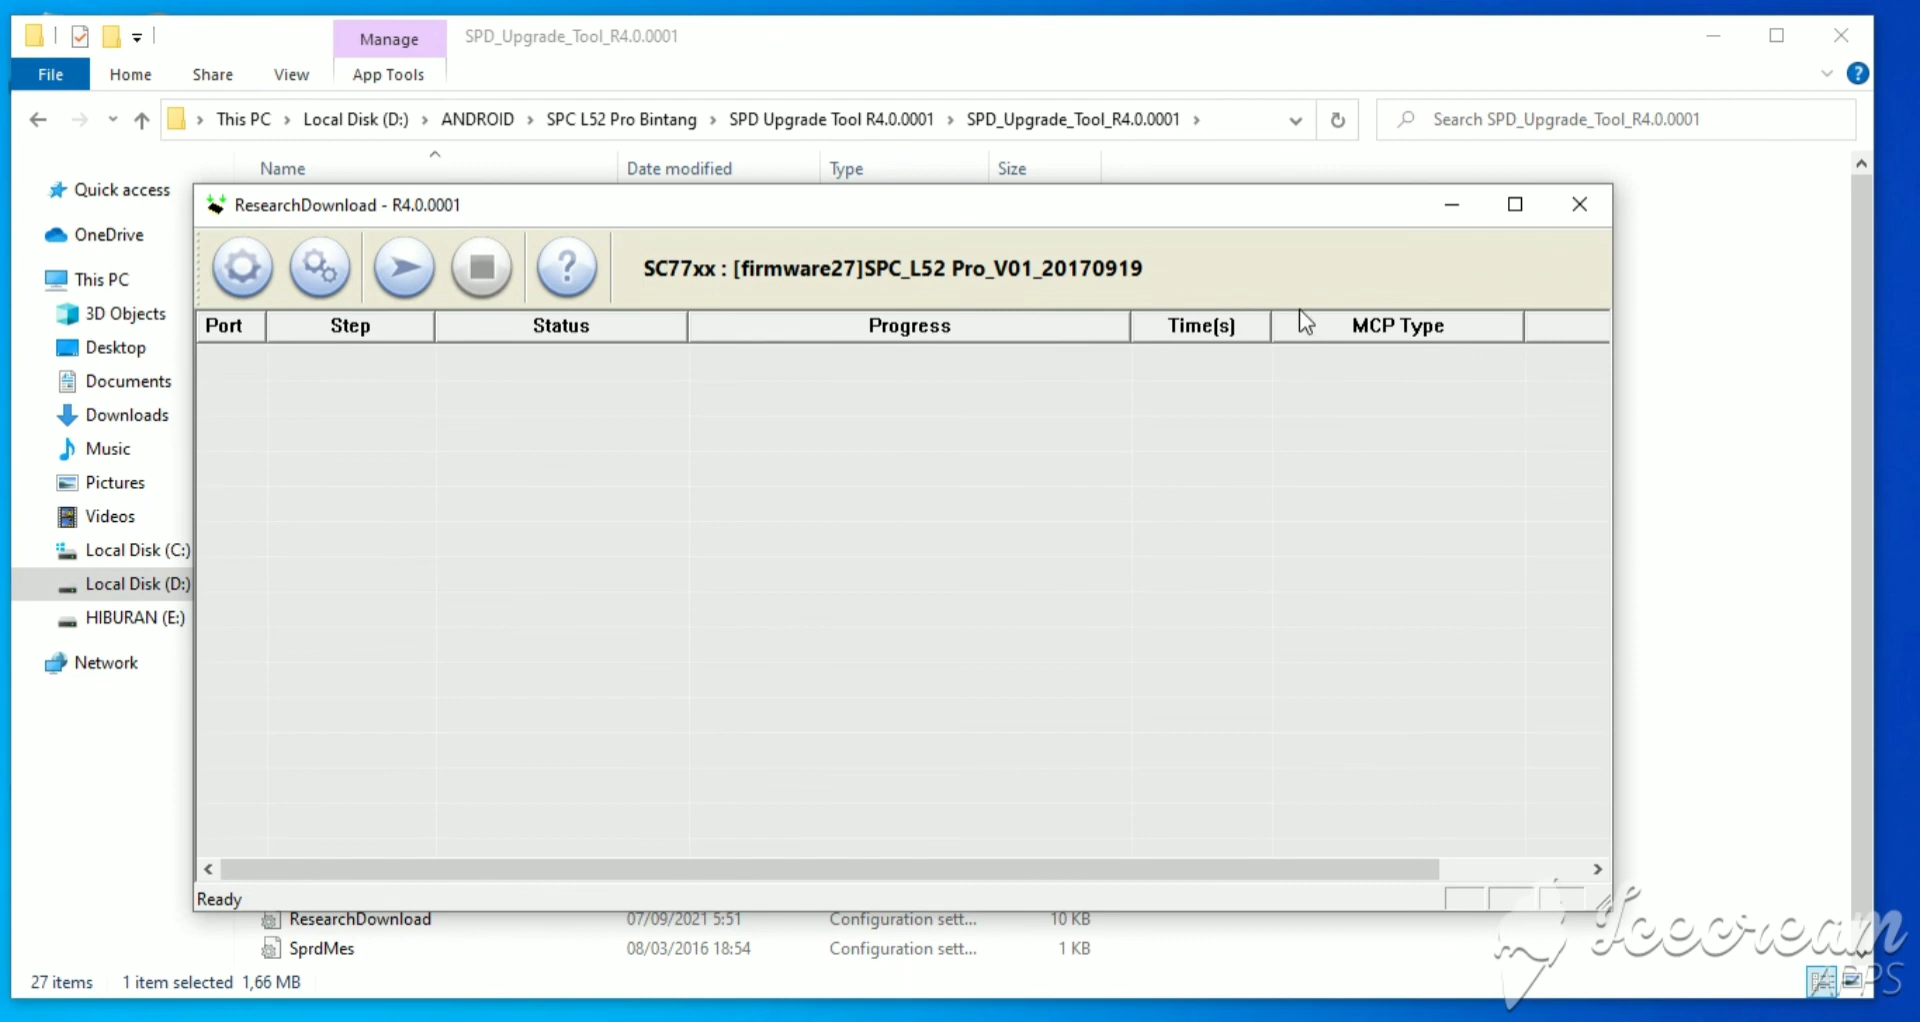 Manage
SPD_Upgrade_Tool_R4.0.0001
File
Home
Share
View
App Tools
?
This PC > Local Disk (D:) > ANDROID > SPC L52 Pro Bintang > SPD Upgrade Tool R4.0.0001 > SPD_Upgrade_Tool_R4.0.0001 >
Search SPD_Upgrade_Tool_R4.0.0001
Name
Date modified
Type
Size
Quick access
OneDrive
This PC
3D Objects
Desktop
Documents
Downloads
Music
Pictures
Videos
Local Disk (C:)
Local Disk (D:)
HIBURAN (E:)
Network
ResearchDownload - R4.0.0001
?
SC77xx : [firmware27]SPC_L52 Pro_V01_20170919
Port
Step
Status
Progress
Time(s)
MCP Type
Ready
ResearchDownload 07/09/2021 5:51 Configuration sett... 10 KB
SprdMes 08/03/2016 18:54 Configuration sett... 1 KB
27 items 1 item selected 1,66 MB
Icecream
APPS